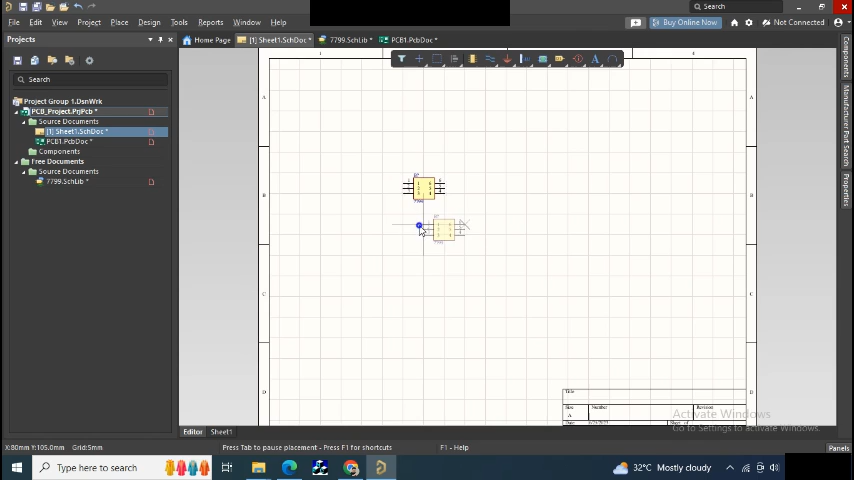 Search
File Edit View Project Place Design Tools Reports Window Help
Buy Online Now
Not Connected
Projects
Home Page
[1] Sheet1.SchDoc *
7799.SchLib *
PCB1.PcbDoc *
Search
Project Group 1.DsnWrk
PCB_Project.PrjPcb *
Source Documents
[1] Sheet1.SchDoc *
PCB1.PcbDoc *
Components
Free Documents
Source Documents
7799.SchLib *
Components
Manufacturer Part Search
Properties
A
B
C
D
A
B
C
D
Title
Size
Number
Revision
A
Activate Windows
Go to Settings to activate Windows.
Editor Sheet1
X:80mm Y:105.0mm Grid:5mm
Press Tab to pause placement - Press F1 for shortcuts
F1 - Help
Panels
Type here to search
32°C Mostly cloudy